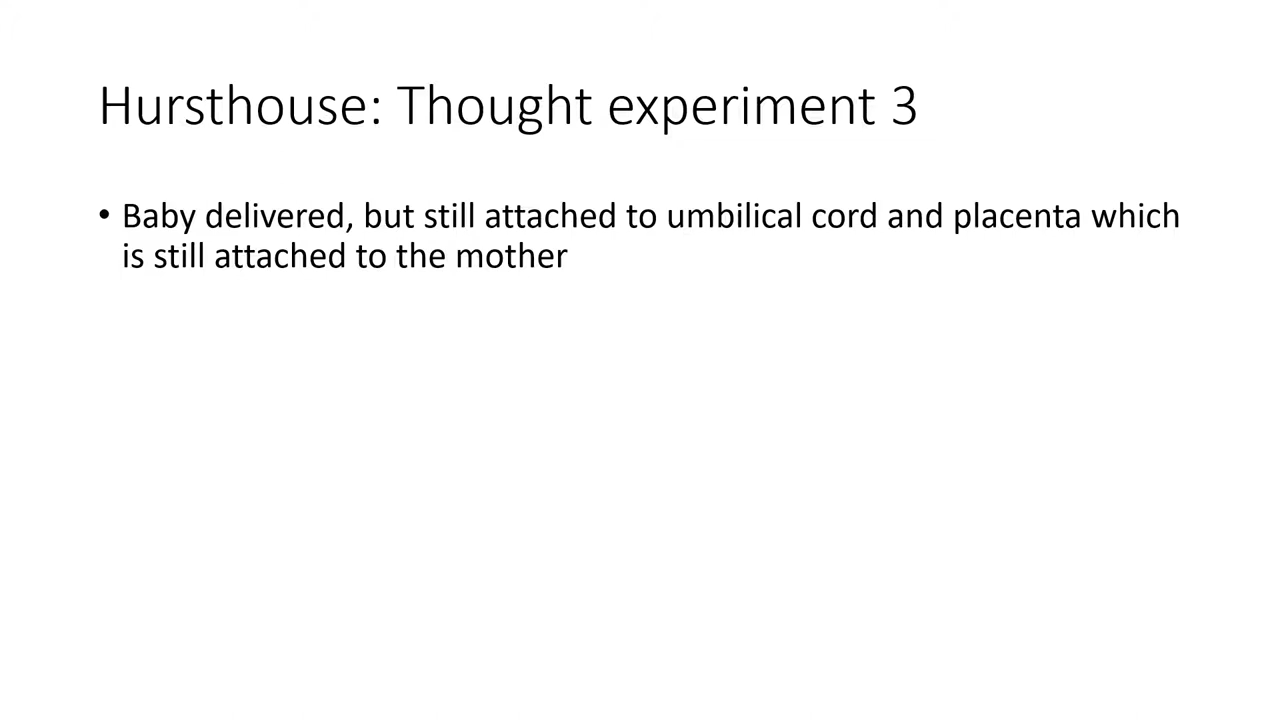 Hursthouse: Thought experiment 3
• Baby delivered, but still attached to umbilical cord and placenta which
is still attached to the mother